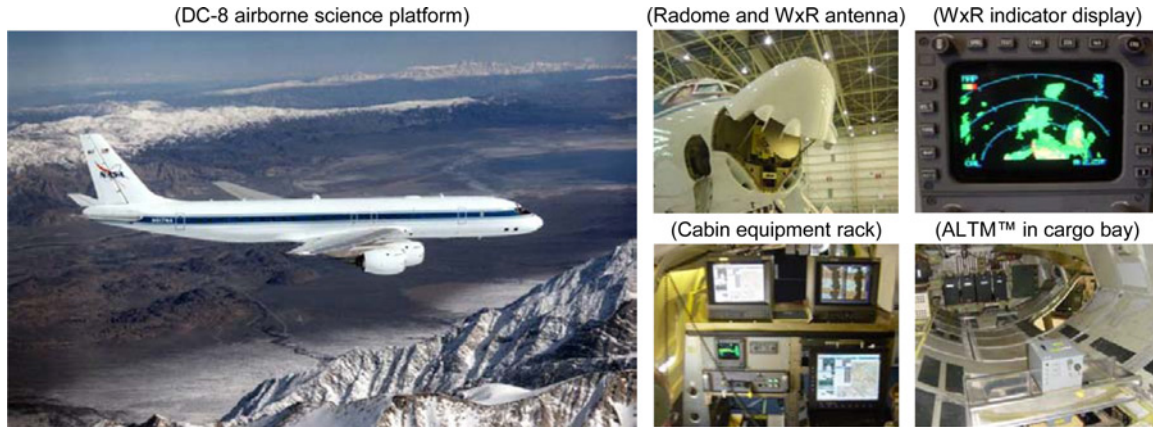 (DC-8 airborne science platform)
(Radome and WxR antenna)
(WxR indicator display)
NASA
(Cabin equipment rack)
(ALTM™ in cargo bay)